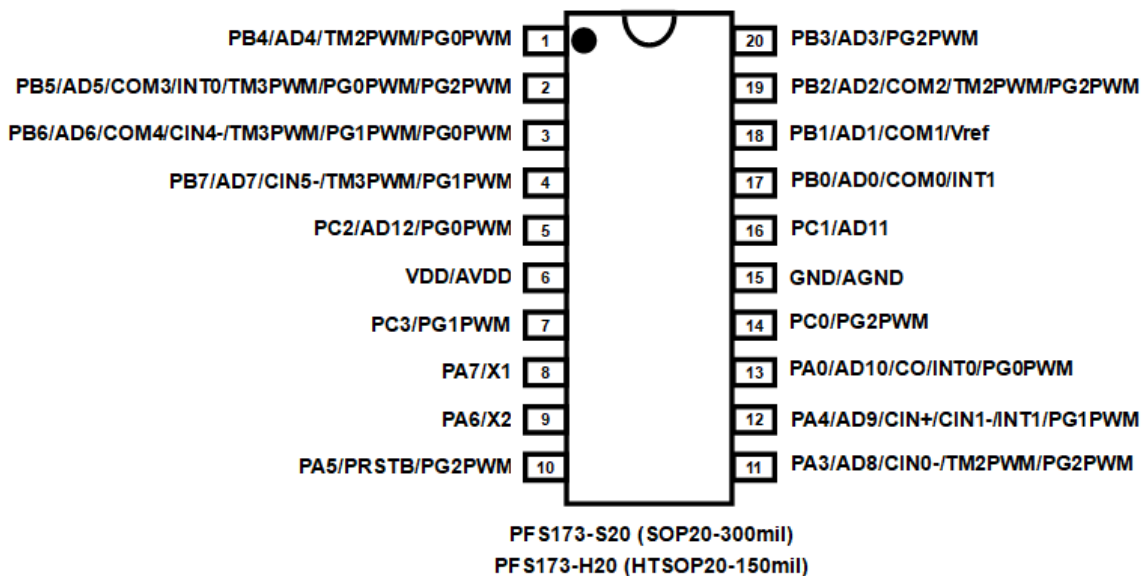 PB4/AD4/TM2PWM/PG0PWM 1 20 PB3/AD3/PG2PWM
PB5/AD5/COM3/INT0/TM3PWM/PG0PWM/PG2PWM 2 19 PB2/AD2/COM2/TM2PWM/PG2PWM
PB6/AD6/COM4/CIN4-/TM3PWM/PG1PWM/PG0PWM 3 18 PB1/AD1/COM1/Vref
PB7/AD7/CIN5-/TM3PWM/PG1PWM 4 17 PB0/AD0/COM0/INT1
PC2/AD12/PG0PWM 5 16 PC1/AD11
VDD/AVDD 6 15 GND/AGND
PC3/PG1PWM 7 14 PC0/PG2PWM
PA7/X1 8 13 PA0/AD10/CO/INT0/PG0PWM
PA6/X2 9 12 PA4/AD9/CIN+/CIN1-/INT1/PG1PWM
PA5/PRSTB/PG2PWM 10 11 PA3/AD8/CIN0-/TM2PWM/PG2PWM
PFS173-S20 (SOP20-300mil)
PFS173-H20 (HTSOP20-150mil)